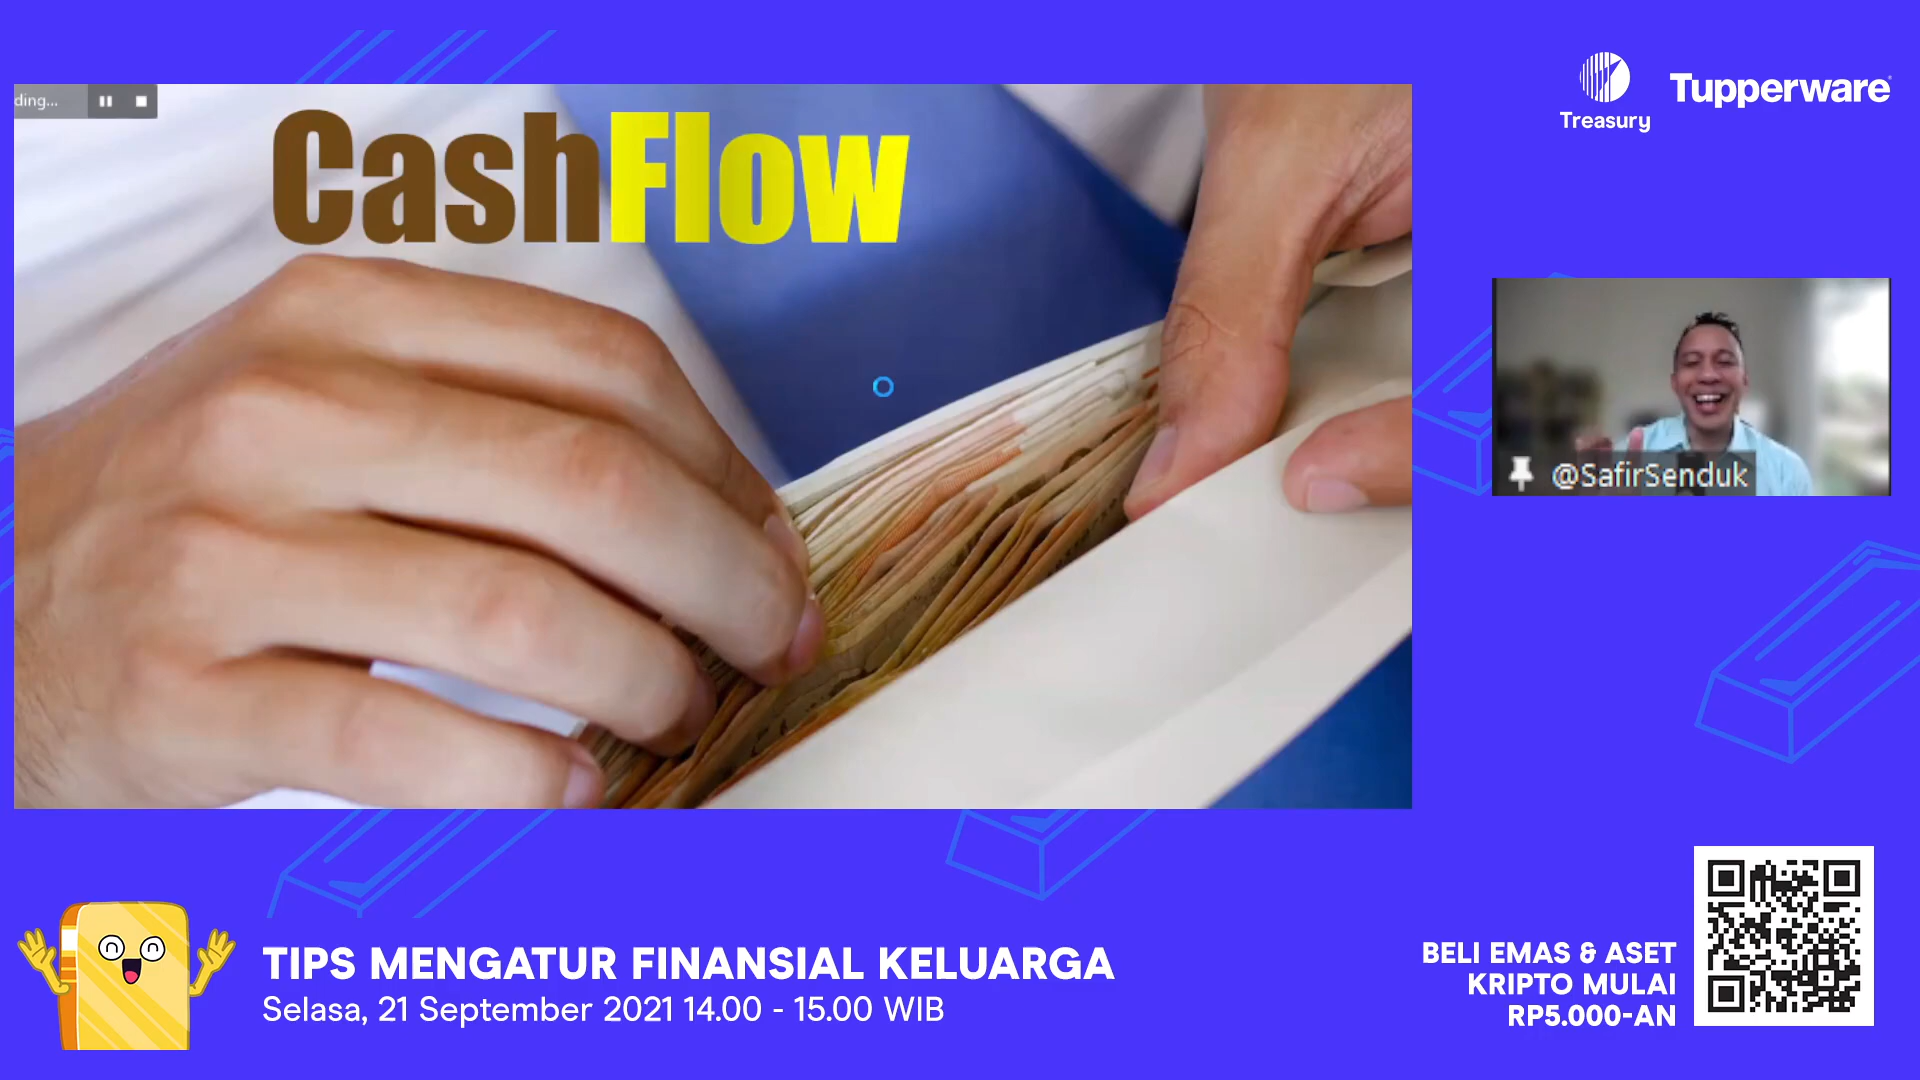 ding...
CashFlow
Treasury
Tupperware
@SafirSenduk
TIPS MENGATUR FINANSIAL KELUARGA
Selasa, 21 September 2021 14.00 - 15.00 WIB
BELI EMAS & ASET
KRIPTO MULAI
RP5.000-AN